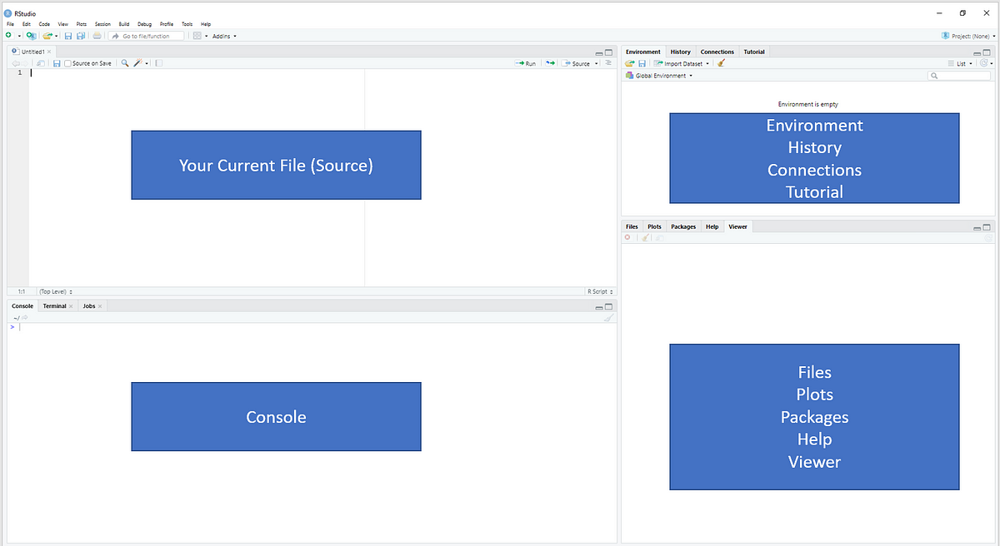 RStudio
File Edit Code View Plots Session Build Debug Profile Tools Help
Go to file/function Addins
Project: (None)
Untitled1
Source on Save Run Source
1
Your Current File (Source)
1:1 (Top Level) R Script
Console Terminal Jobs
~/
>
Console
Environment History Connections Tutorial
Import Dataset List
Global Environment
Environment is empty
Environment
History
Connections
Tutorial
Files Plots Packages Help Viewer
Files
Plots
Packages
Help
Viewer